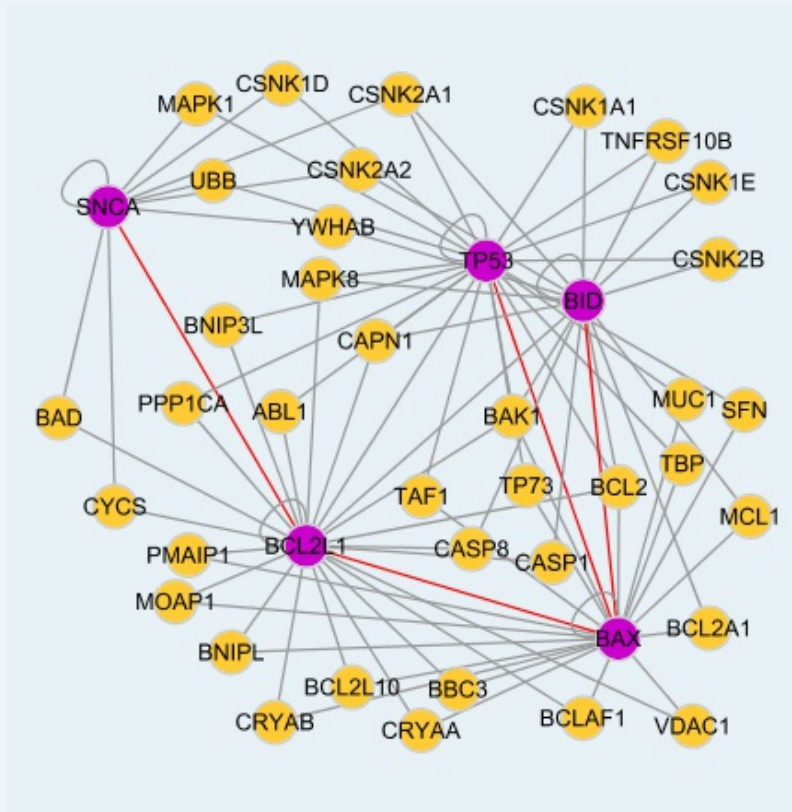 CSNK1D
MAPK1
CSNK2A1
CSNK1A1
TNFRSF10B
UBB
CSNK2A2
CSNK1E
SNCA
YWHAB
TP53
CSNK2B
MAPK8
BID
BNIP3L
CAPN1
PPP1CA
ABL1
BAD
BAK1
MUC1
SFN
TBP
TAF1
TP73
BCL2
CYCS
MCL1
PMAIP1
BCL2L1
CASP8
CASP1
MOAP1
BAX
BCL2A1
BNIPL
BCL2L10
BBC3
CRYAB
CRYAA
BCLAF1
VDAC1